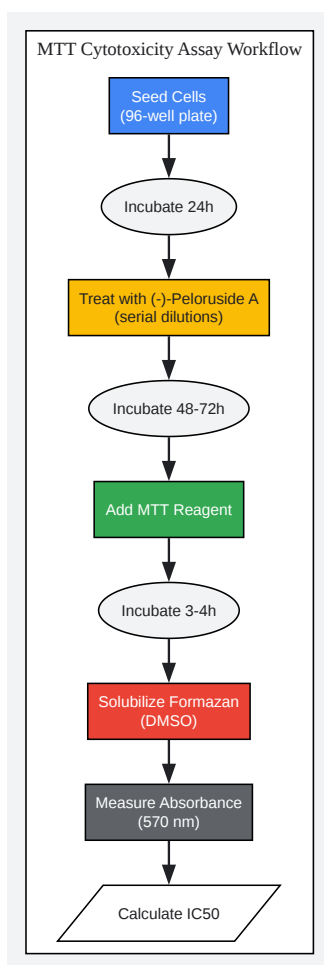 MTT Cytotoxicity Assay Workflow
Seed Cells
(96-well plate)
Incubate 24h
Treat with (-)-Peloruside A
(serial dilutions)
Incubate 48-72h
Add MTT Reagent
Incubate 3-4h
Solubilize Formazan
(DMSO)
Measure Absorbance
(570 nm)
Calculate IC50